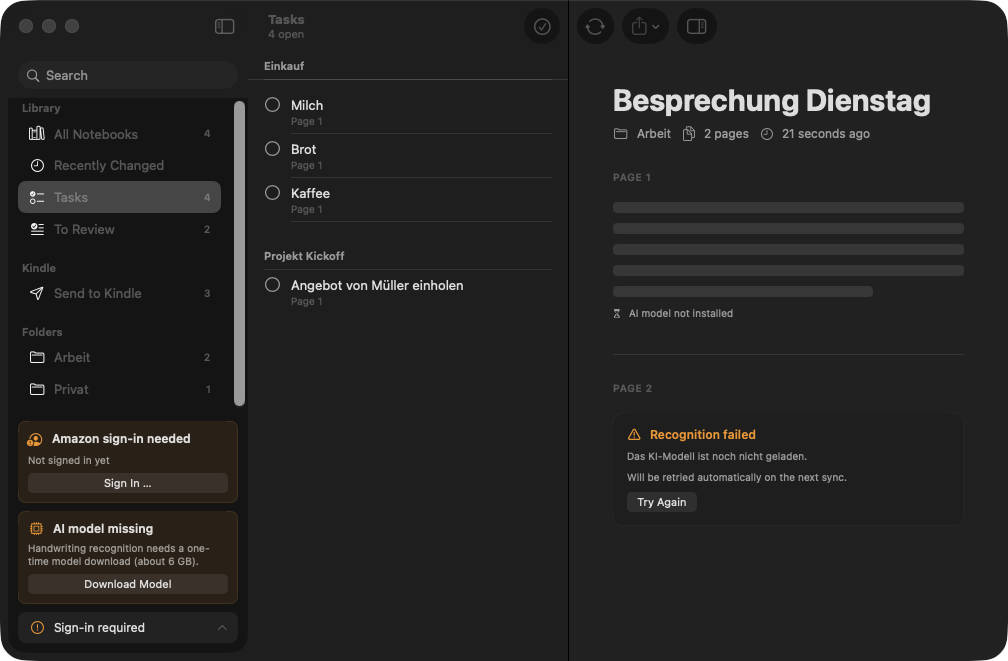 Tasks
4 open
Search
Library
All Notebooks 4
Recently Changed
Tasks 4
To Review 2
Kindle
Send to Kindle 3
Folders
Arbeit 2
Privat 1
Amazon sign-in needed
Not signed in yet
Sign In ...
AI model missing
Handwriting recognition needs a one-
time model download (about 6 GB).
Download Model
Sign-in required
Einkauf
Milch
Page 1
Brot
Page 1
Kaffee
Page 1
Projekt Kickoff
Angebot von Müller einholen
Page 1
Besprechung Dienstag
Arbeit 2 pages 21 seconds ago
PAGE 1
AI model not installed
PAGE 2
Recognition failed
Das KI-Modell ist noch nicht geladen.
Will be retried automatically on the next sync.
Try Again